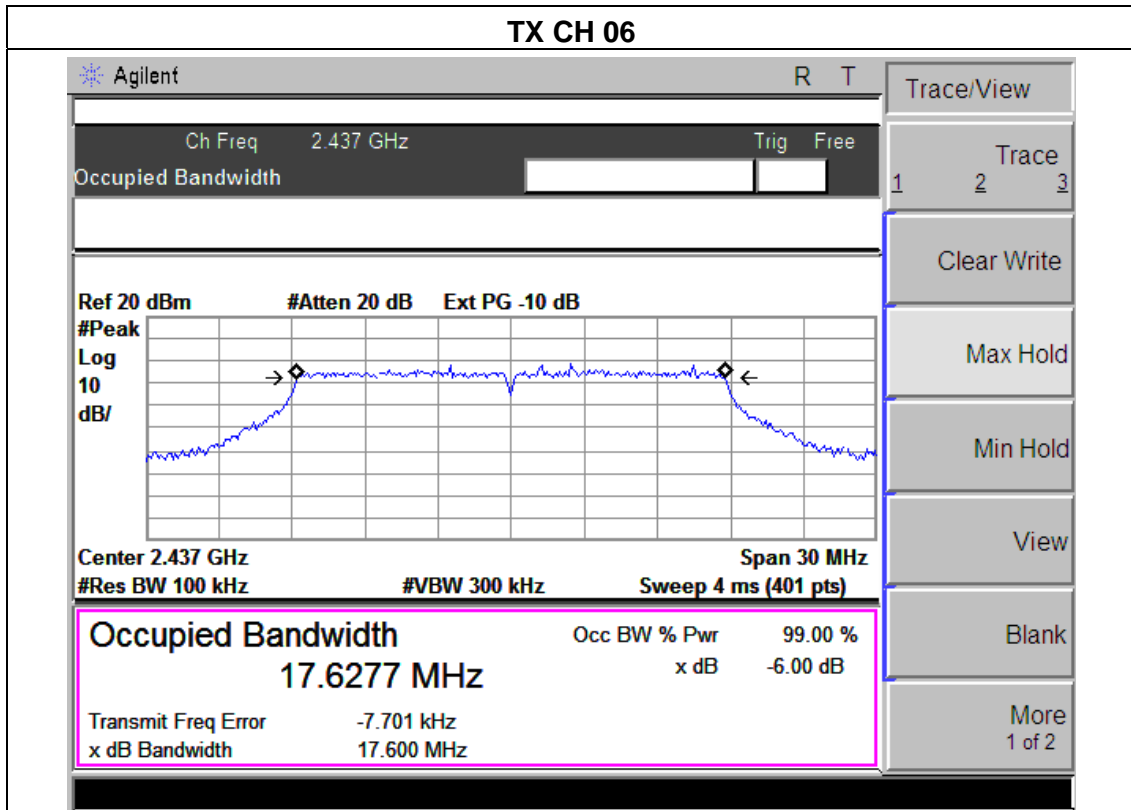 TX CH 06
Agilent R T
Trace/View
Ch Freq 2.437 GHz Trig Free
Occupied Bandwidth
Trace
1 2 3
Clear Write
Max Hold
Min Hold
View
Blank
More
1 of 2
Ref 20 dBm #Atten 20 dB Ext PG -10 dB
#Peak
Log
10
dB/
Center 2.437 GHz Span 30 MHz
#Res BW 100 kHz #VBW 300 kHz Sweep 4 ms (401 pts)
Occupied Bandwidth Occ BW % Pwr 99.00 %
17.6277 MHz x dB -6.00 dB
Transmit Freq Error -7.701 kHz
x dB Bandwidth 17.600 MHz